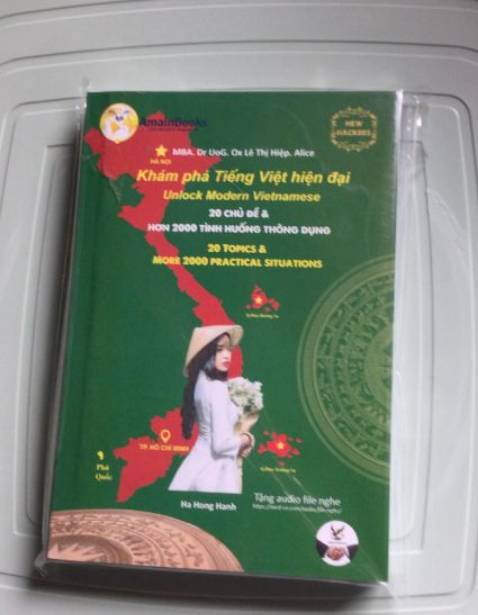 AmainBooks
NEW
HACKERS
MBA. Dr UoG. Ox Lê Thị Hiệp. Alice
HÀ NỘI
Khám phá Tiếng Việt hiện đại
Unlock Modern Vietnamese
20 CHỦ ĐỀ &
HƠN 2000 TÌNH HUỐNG THÔNG DỤNG
20 TOPICS &
MORE 2000 PRACTICAL SITUATIONS
TP. HỒ CHÍ MINH
Phú
Quốc
Tặng audio file nghe
Ha Hong Hanh